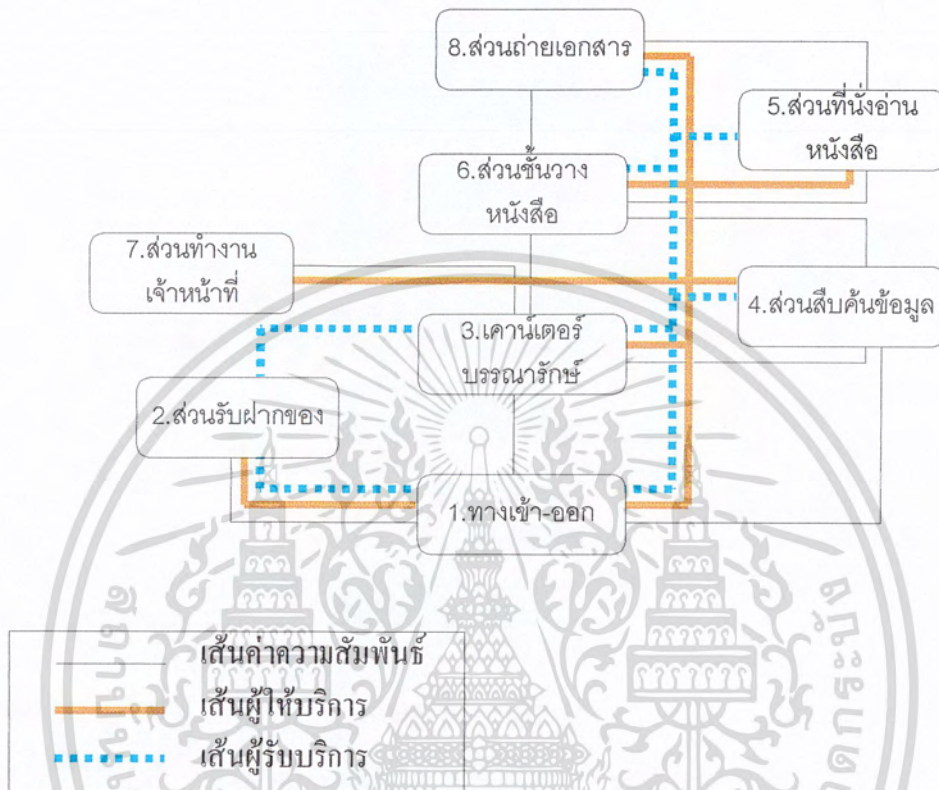 8.ส่วนถ่ายเอกสาร
5.ส่วนที่นั่งอ่าน
หนังสือ
6.ส่วนชั้นวาง
หนังสือ
7.ส่วนทำงาน
เจ้าหน้าที่
4.ส่วนสืบค้นข้อมูล
3.เคาน์เตอร์
บรรณารักษ์
2.ส่วนรับฝากของ
1.ทางเข้า-ออก
เส้นค่าความสัมพันธ์
เส้นผู้ให้บริการ
เส้นผู้รับบริการ